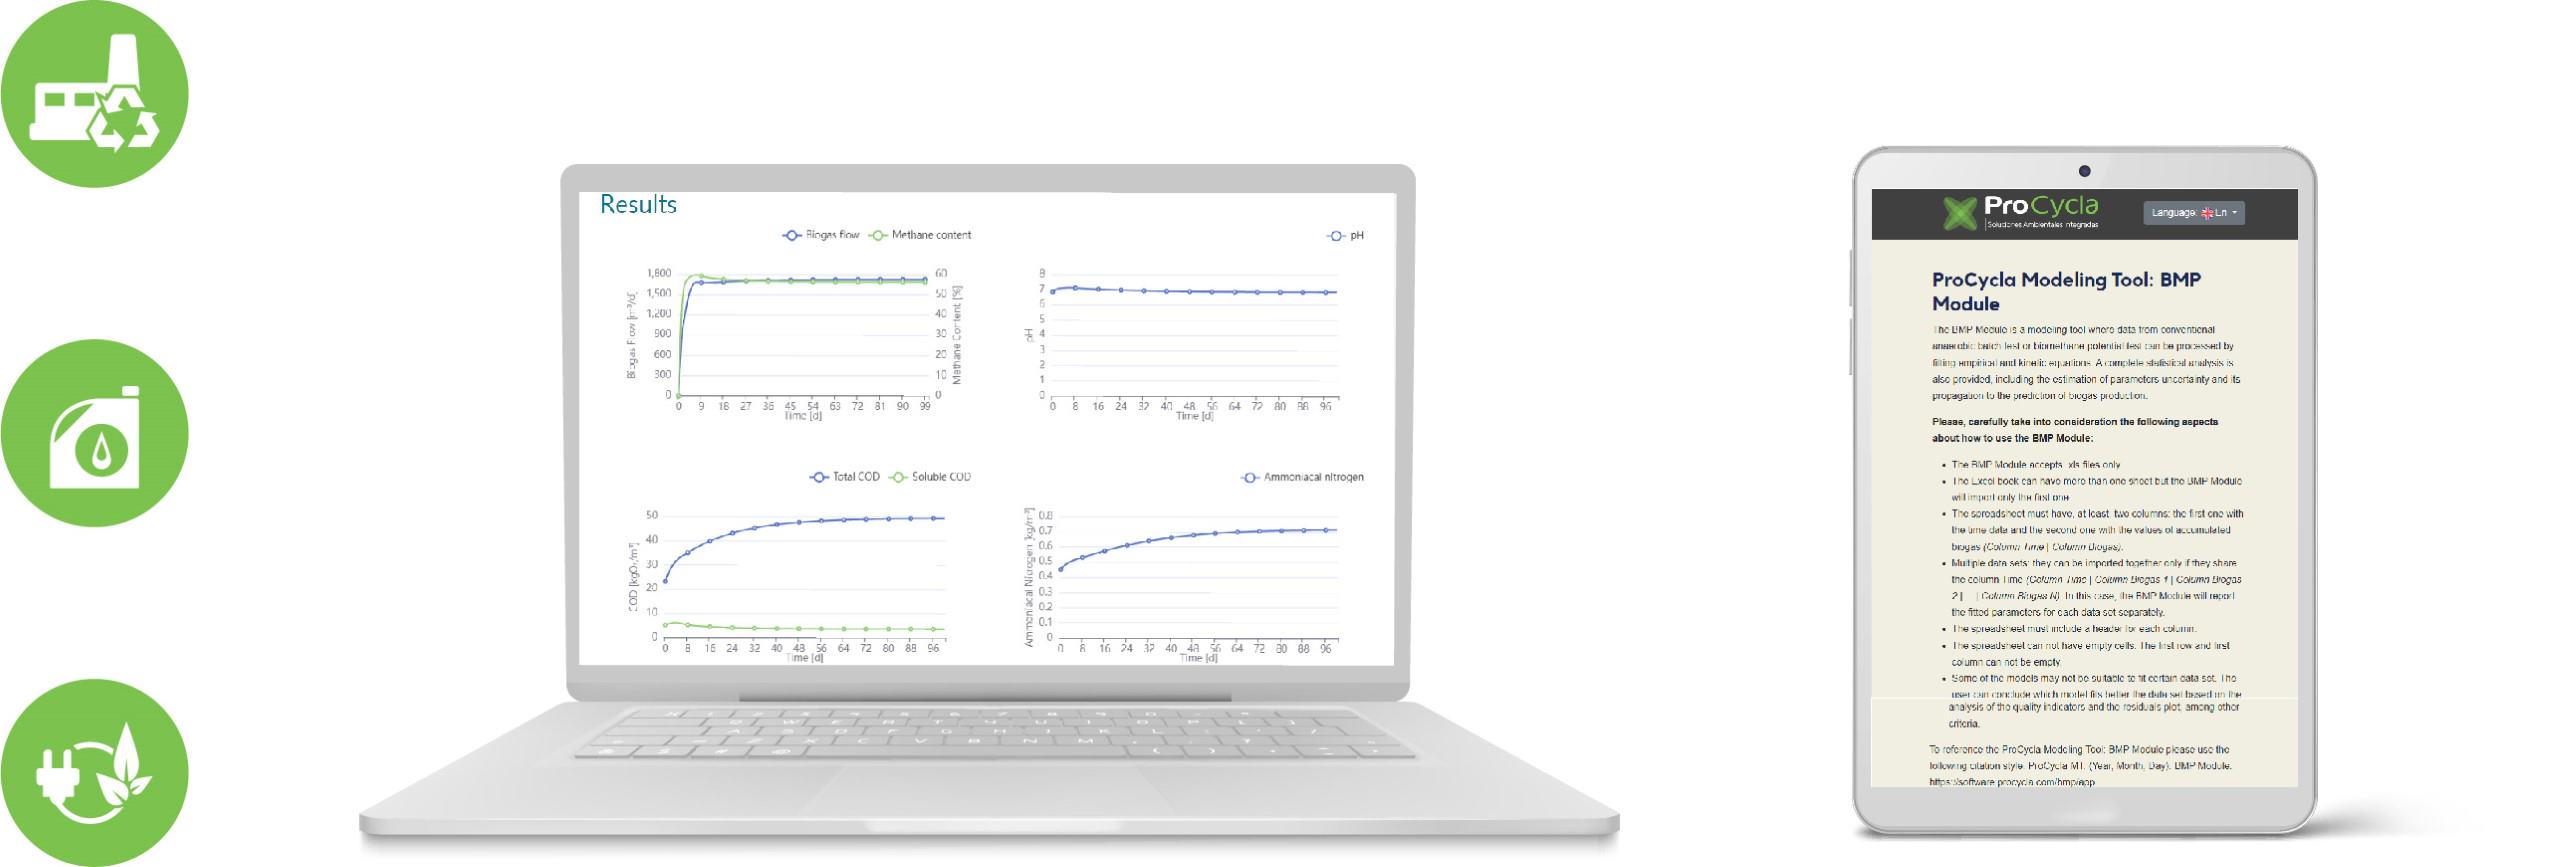 Results
Biogas flow Methane content
1,800
1,500
1,200
900
600
300
0
60
50
40
30
20
10
0
Biogas Flow [m³/d]
Methane Content [%]
0 9 18 27 36 45 54 63 72 81 90 99
Time [d]
pH
8
7
6
5
4
3
2
1
0
pH
0 8 16 24 32 40 48 56 64 72 80 88 96
Time [d]
Total COD Soluble COD
50
40
30
20
10
0
COD [kgO₂/m³]
0 8 16 24 32 40 48 56 64 72 80 88 96
Time [d]
Ammoniacal nitrogen
0.8
0.7
0.6
0.5
0.4
0.3
0.2
0.1
0
Ammoniacal Nitrogen [kg/m³]
0 8 16 24 32 40 48 56 64 72 80 88 96
Time [d]
ProCycla
Soluciones Ambientales Integradas
Language: En
ProCycla Modeling Tool: BMP
Module
The BMP Module is a modeling tool where data from conventional
anaerobic batch test or biomethane potential test can be processed by
fitting empirical and kinetic equations. A complete statistical analysis is
also provided, including the estimation of parameters uncertainty and its
propagation to the prediction of biogas production.
Please, carefully take into consideration the following aspects
about how to use the BMP Module:
• The BMP Module accepts .xls files only
• The Excel book can have more than one sheet but the BMP Module
will import only the first one
• The spreadsheet must have, at least, two columns: the first one with
the time data and the second one with the values of accumulated
biogas (Column Time | Column Biogas).
• Multiple data sets: they can be imported together only if they share
the column Time (Column Time | Column Biogas 1 | Column Biogas
2 | | Column Biogas N). In this case, the BMP Module will report
the fitted parameters for each data set separately.
• The spreadsheet must include a header for each column.
• The spreadsheet can not have empty cells. The first row and first
column can not be empty.
• Some of the models may not be suitable to fit certain data set. The
user can conclude which model fits better the data set based on the
analysis of the quality indicators and the residuals plot, among other
criteria.
To reference the ProCycla Modeling Tool: BMP Module please use the
following citation style: ProCycla MT. (Year, Month, Day). BMP Module.
https://software.procycla.com/bmp/app